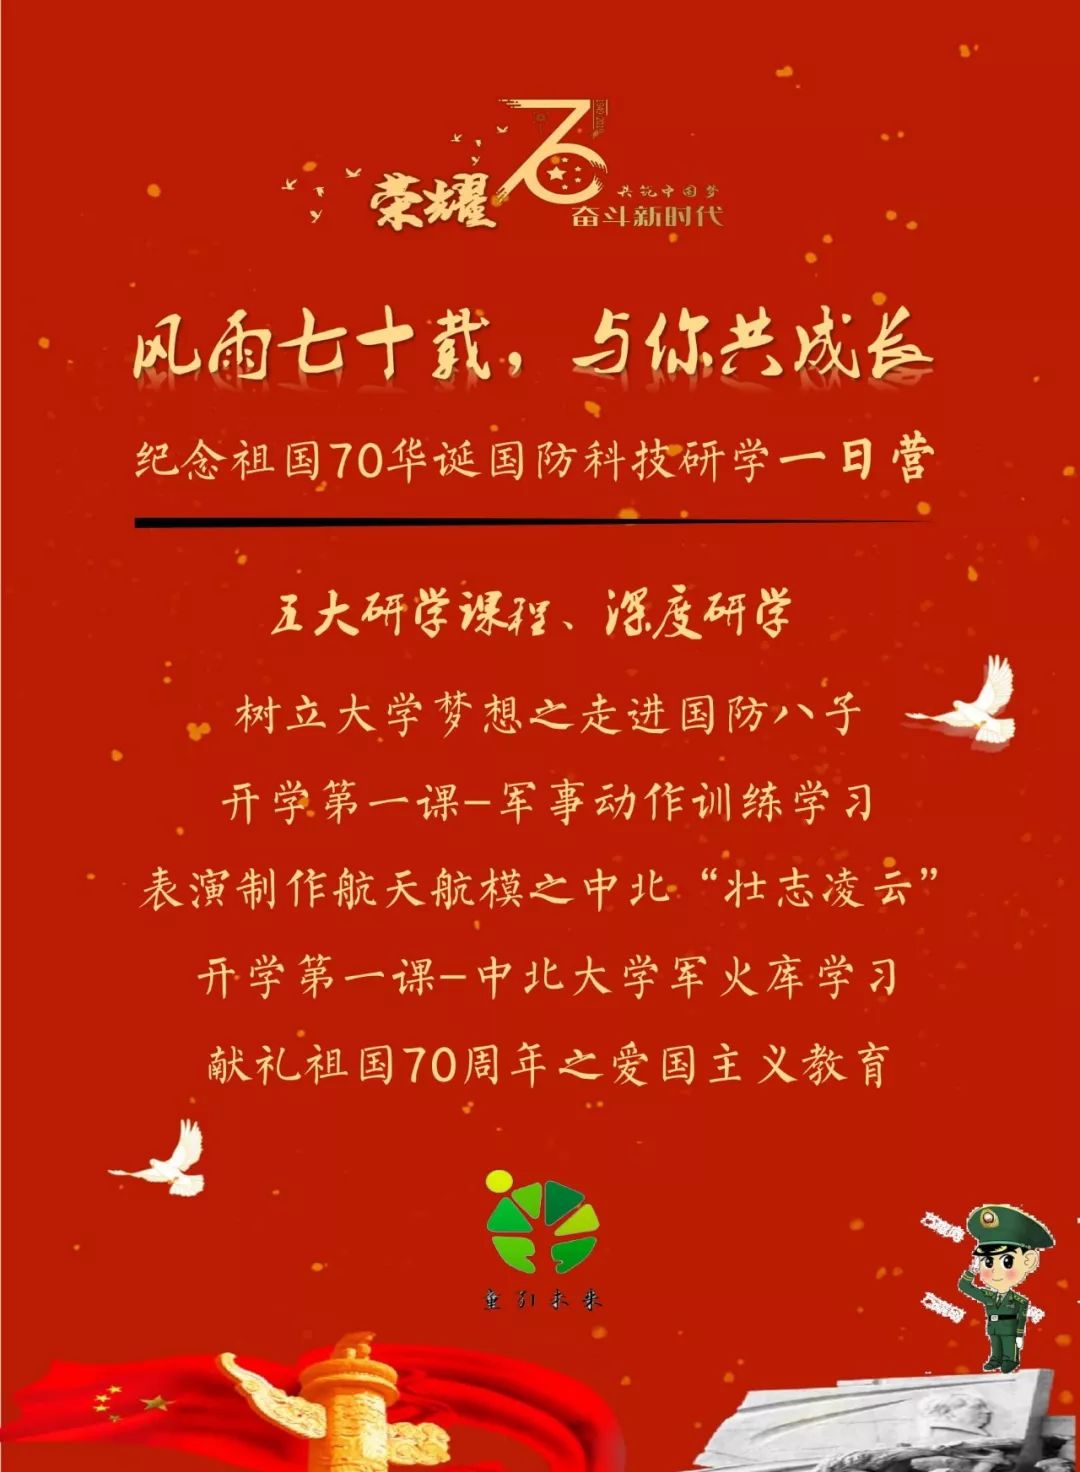 荣耀70
1949-2019
共筑中国梦
奋斗新时代
风雨七十载，与你共成长
纪念祖国70华诞国防科技研学一日营
五大研学课程、深度研学
树立大学梦想之走进国防八子
开学第一课-军事动作训练学习
表演制作航天航模之中北“壮志凌云”
开学第一课-中北大学军火库学习
献礼祖国70周年之爱国主义教育
童引未来